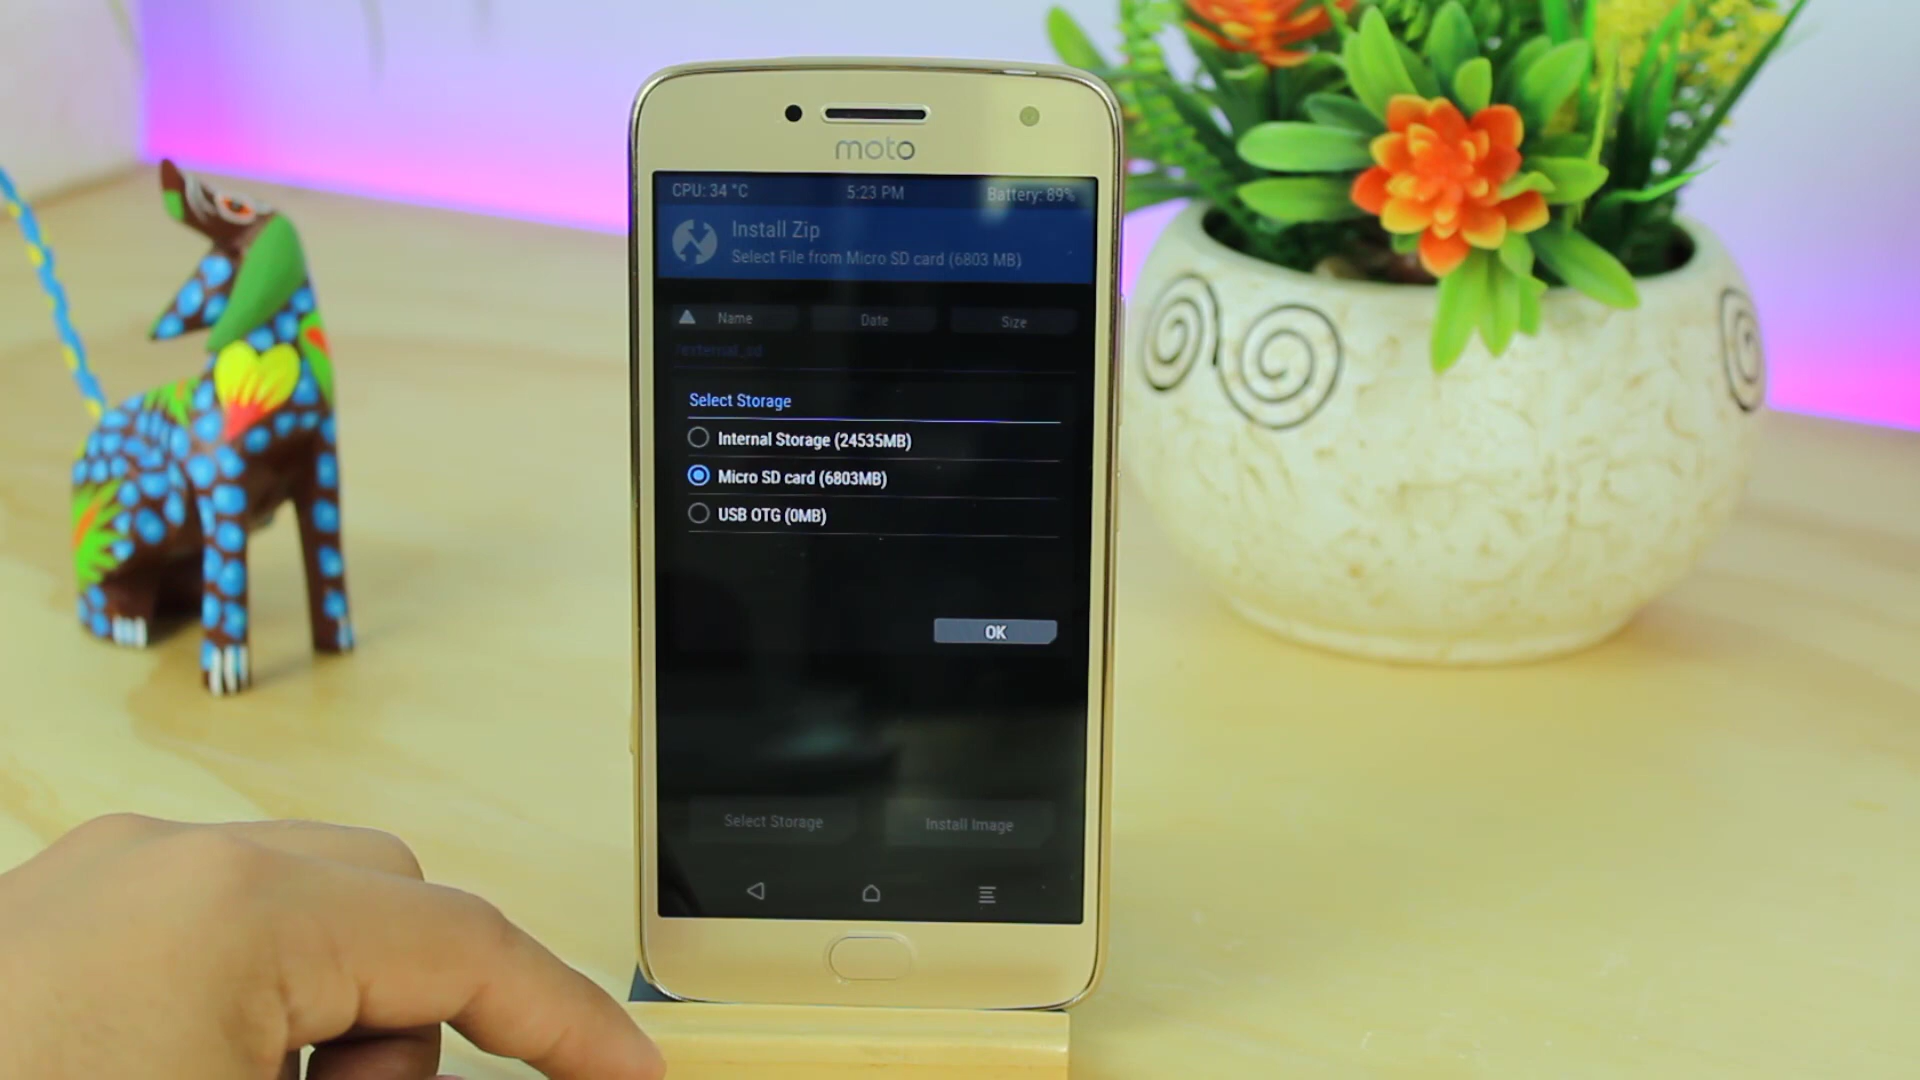 moto
CPU: 34 °C 5:23 PM Battery: 89%
Install Zip
Select File from Micro SD card (6803 MB)
Name Date Size
/external_sd
Select Storage
Internal Storage (24535MB)
Micro SD card (6803MB)
USB OTG (0MB)
OK
Select Storage Install Image